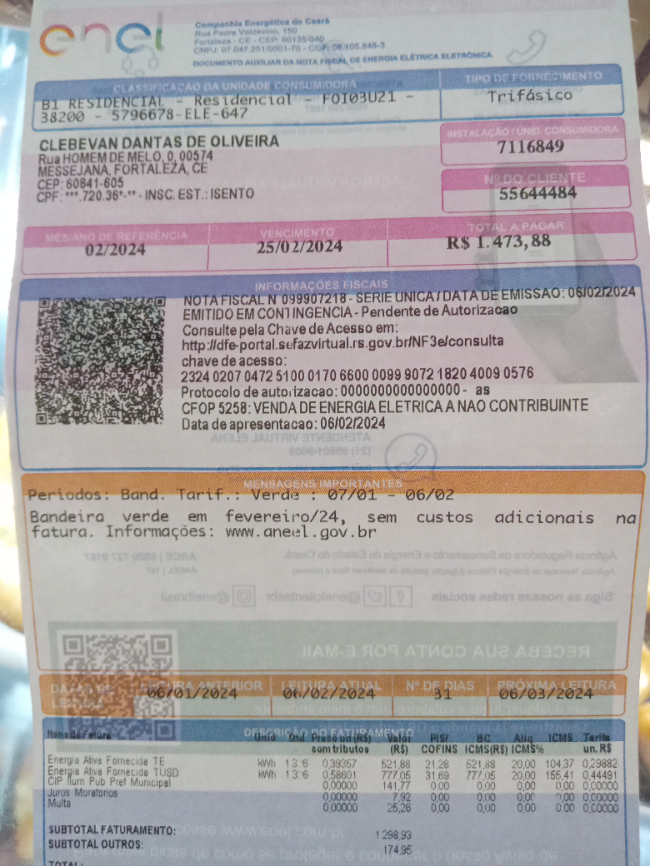 enel
Companhia Energética do Ceará
Rua Padre Valdevino, 150
Fortaleza - CE - CEP: 60135-040
CNPJ: 07.047.251/0001-70 - CGF: 06.105.848-3
DOCUMENTO AUXILIAR DA NOTA FISCAL DE ENERGIA ELÉTRICA ELETRÔNICA
CLASSIFICAÇÃO DA UNIDADE CONSUMIDORA
TIPO DE FORNECIMENTO
B1 RESIDENCIAL - Residencial - FOI03U21 -
38200 - 5796678-ELE-647
Trifásico
CLEBEVAN DANTAS DE OLIVEIRA
Rua HOMEM DE MELO, 0, 00574
MESSEJANA, FORTALEZA, CE
CEP: 60841-605
CPF: ***.720.36*-** - INSC. EST.: ISENTO
INSTALAÇÃO / UNID. CONSUMIDORA
7116849
Nº DO CLIENTE
55644484
MÊS/ANO DE REFERÊNCIA
VENCIMENTO
TOTAL A PAGAR
02/2024
25/02/2024
R$ 1.473,88
INFORMAÇÕES FISCAIS
NOTA FISCAL N 099907218 - SERIE UNICA / DATA DE EMISSAO: 06/02/2024
EMITIDO EM CONTINGENCIA - Pendente de Autorizacao
Consulte pela Chave de Acesso em:
http://dfe-portal.sefazvirtual.rs.gov.br/NF3e/consulta
chave de acesso:
2324 0207 0472 5100 0170 6600 0099 9072 1820 4009 0576
Protocolo de autorizacao: 0000000000000000 - as
CFOP 5258: VENDA DE ENERGIA ELETRICA A NAO CONTRIBUINTE
Data de apresentacao: 06/02/2024
MENSAGENS IMPORTANTES
Periodos: Band. Tarif.: Verde : 07/01 - 06/02
Bandeira verde em fevereiro/24, sem custos adicionais na
fatura. Informações: www.aneel.gov.br
LEITURA ANTERIOR
LEITURA ATUAL
Nº DE DIAS
PRÓXIMA LEITURA
06/01/2024
06/02/2024
31
06/03/2024
DESCRIÇÃO DO FATURAMENTO
Itens de Fatura Unid Qtd Preço un.(R$) com tributos Valor (R$) PIS/ COFINS BC ICMS(R$) Aliq ICMS% ICMS Tarifa un. R$
Energia Ativa Fornecida TE kWh 0,39357 521,88 21,28 521,88 20,00 104,37 0,29882
Energia Ativa Fornecida TUSD kWh 0,58601 777,05 31,69 777,05 20,00 155,41 0,44491
CIP Ilum Pub Pref Municipal 0,00000 141,77 0,00 0,00 0,00 0,00 0,00000
Juros Moratorios 0,00000 7,92 0,00 0,00 0,00 0,00 0,00000
Multa 0,00000 25,26 0,00 0,00 0,00 0,00 0,00000
SUBTOTAL FATURAMENTO: 1298,93
SUBTOTAL OUTROS: 174,95
TOTAL: